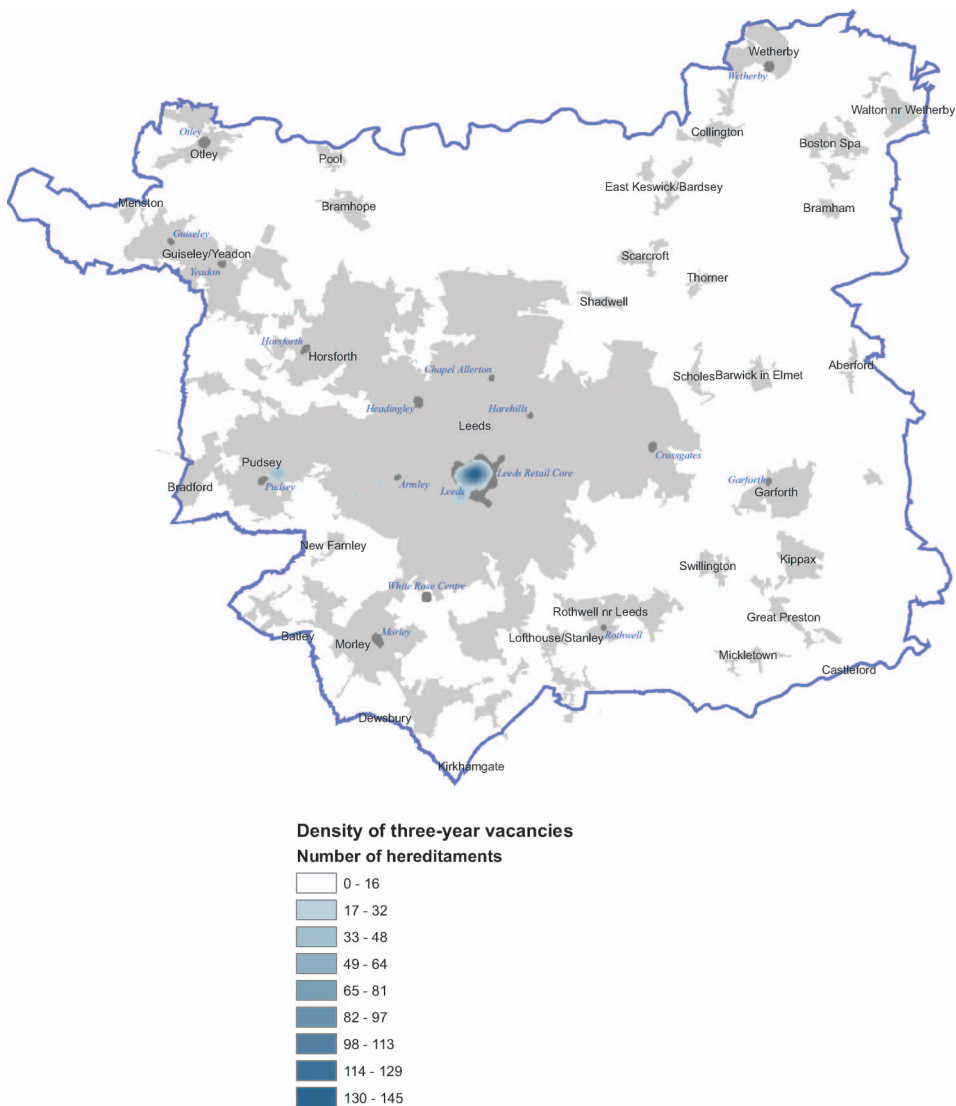 Wetherby
Wetherby
Walton nr Wetherby
Otley
Collington
Boston Spa
Otley
Pool
East Keswick/Bardsey
Menston
Bramhope
Bramham
Guiseley
Guiseley/Yeadon
Scarcroft
Yeadon
Thorner
Shadwell
Horsforth
Horsforth
Chapel Allerton
Aberford
Scholes
Barwick in Elmet
Headingley
Harehills
Leeds
Crossgates
Pudsey
Leeds Retail Core
Garforth
Bradford
Pudsey
Armley
Leeds
Garforth
New Farnley
Kippax
Swillington
White Rose Centre
Rothwell nr Leeds
Great Preston
Batley
Morley
Morley
Lofthouse/Stanley
Rothwell
Mickletown
Castleford
Dewsbury
Kirkhamgate
Density of three-year vacancies
Number of hereditaments
0 - 16
17 - 32
33 - 48
49 - 64
65 - 81
82 - 97
98 - 113
114 - 129
130 - 145